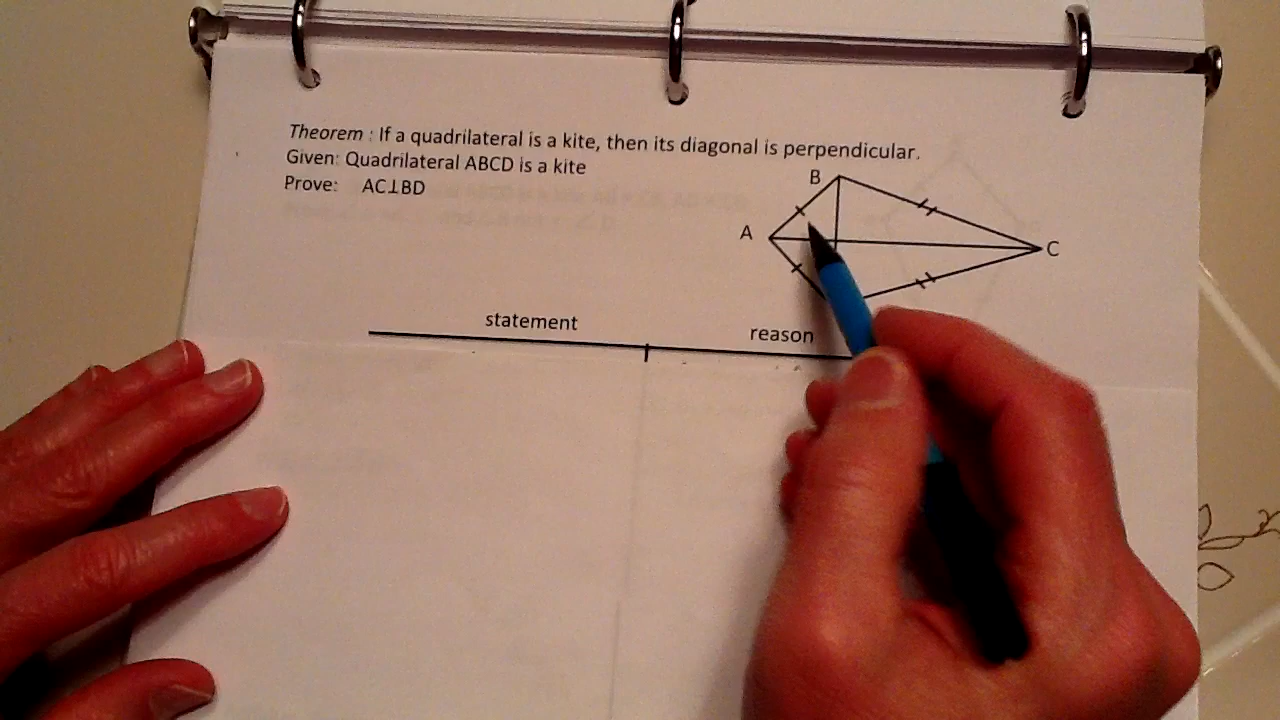 Theorem : If a quadrilateral is a kite, then its diagonal is perpendicular.
Given: Quadrilateral ABCD is a kite
Prove: AC⊥BD
B
A
C
statement
reason